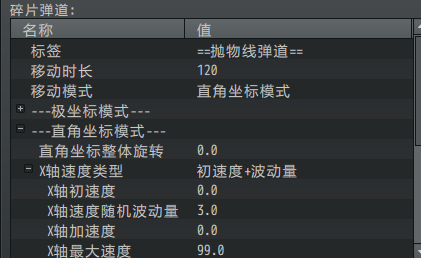 碎片弹道:
名称 值
标签 ==抛物线弹道==
移动时长 120
移动模式 直角坐标模式
---极坐标模式---
---直角坐标模式---
直角坐标整体旋转 0.0
X轴速度类型 初速度+波动量
X轴初速度 0.0
X轴速度随机波动量 3.0
X轴加速度 0.0
X轴最大速度 99.0